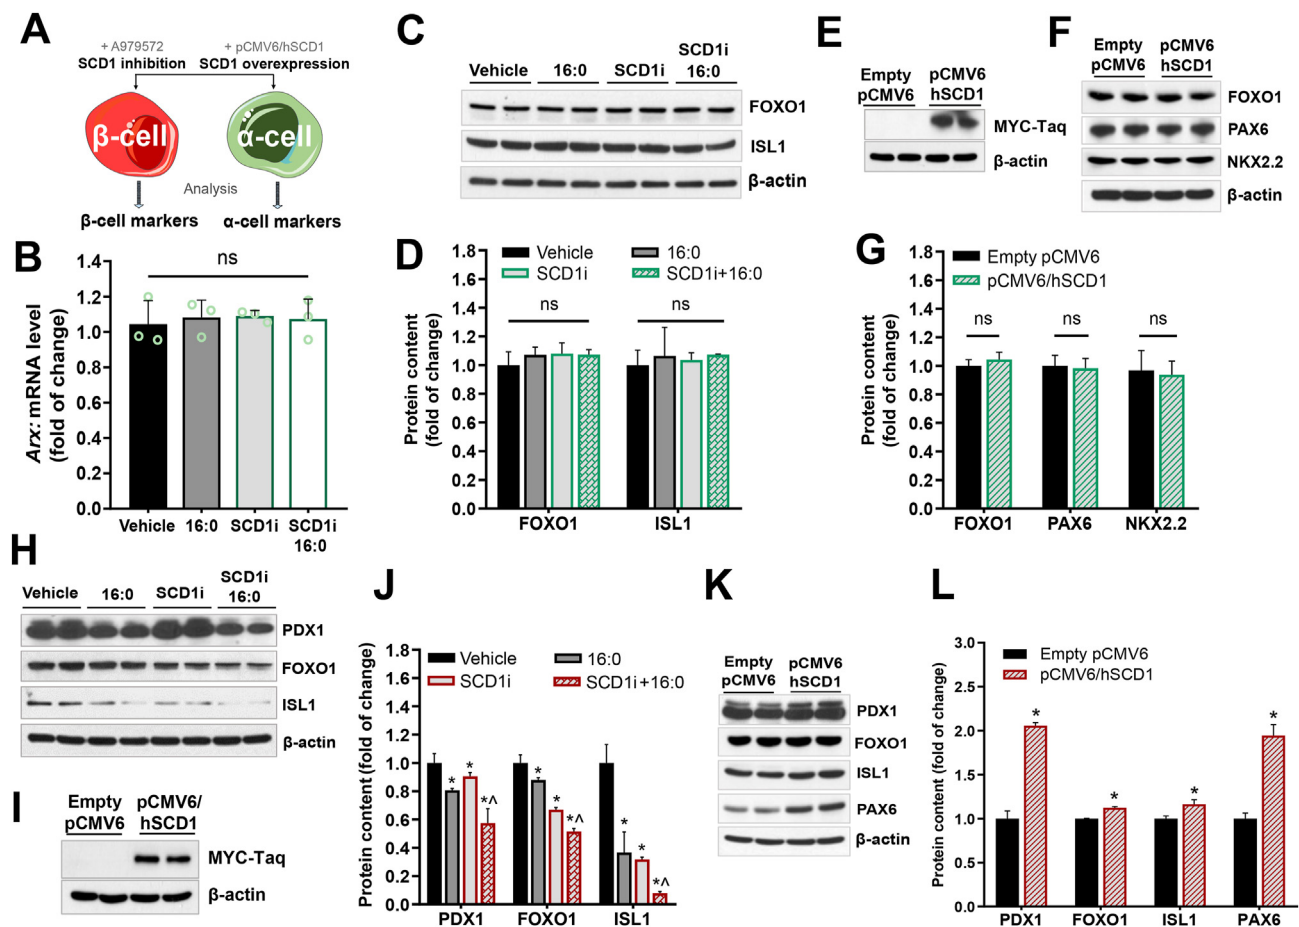 A
+ A979572
SCD1 inhibition
+ pCMV6/hSCD1
SCD1 overexpression
β-cell
α-cell
Analysis
β-cell markers
α-cell markers
B
Arx: mRNA level
(fold of change)
1.4
1.2
1.0
0.8
0.6
0.4
0.2
0.0
ns
Vehicle
16:0
SCD1i
SCD1i
16:0
C
Vehicle
16:0
SCD1i
SCD1i
16:0
FOXO1
ISL1
β-actin
D
Protein content
(fold of change)
1.8
1.6
1.4
1.2
1.0
0.8
0.6
0.4
0.2
0.0
Vehicle
16:0
SCD1i
SCD1i+16:0
ns
ns
FOXO1
ISL1
E
Empty
pCMV6
pCMV6
hSCD1
MYC-Taq
β-actin
F
Empty
pCMV6
pCMV6
hSCD1
FOXO1
PAX6
NKX2.2
β-actin
G
Protein content
(fold of change)
1.8
1.6
1.4
1.2
1.0
0.8
0.6
0.4
0.2
0.0
Empty pCMV6
pCMV6/hSCD1
ns
ns
ns
FOXO1
PAX6
NKX2.2
H
Vehicle
16:0
SCD1i
SCD1i
16:0
PDX1
FOXO1
ISL1
β-actin
I
Empty
pCMV6
pCMV6/
hSCD1
MYC-Taq
β-actin
J
Protein content (fold of change)
1.8
1.6
1.4
1.2
1.0
0.8
0.6
0.4
0.2
0.0
Vehicle
16:0
SCD1i
SCD1i+16:0
*
*
*^
*
*
*^
*
*
*^
PDX1
FOXO1
ISL1
K
Empty
pCMV6
pCMV6
hSCD1
PDX1
FOXO1
ISL1
PAX6
β-actin
L
Protein content (fold of change)
3.0
2.5
2.0
1.5
1.0
0.5
0.0
Empty pCMV6
pCMV6/hSCD1
*
*
*
*
PDX1
FOXO1
ISL1
PAX6